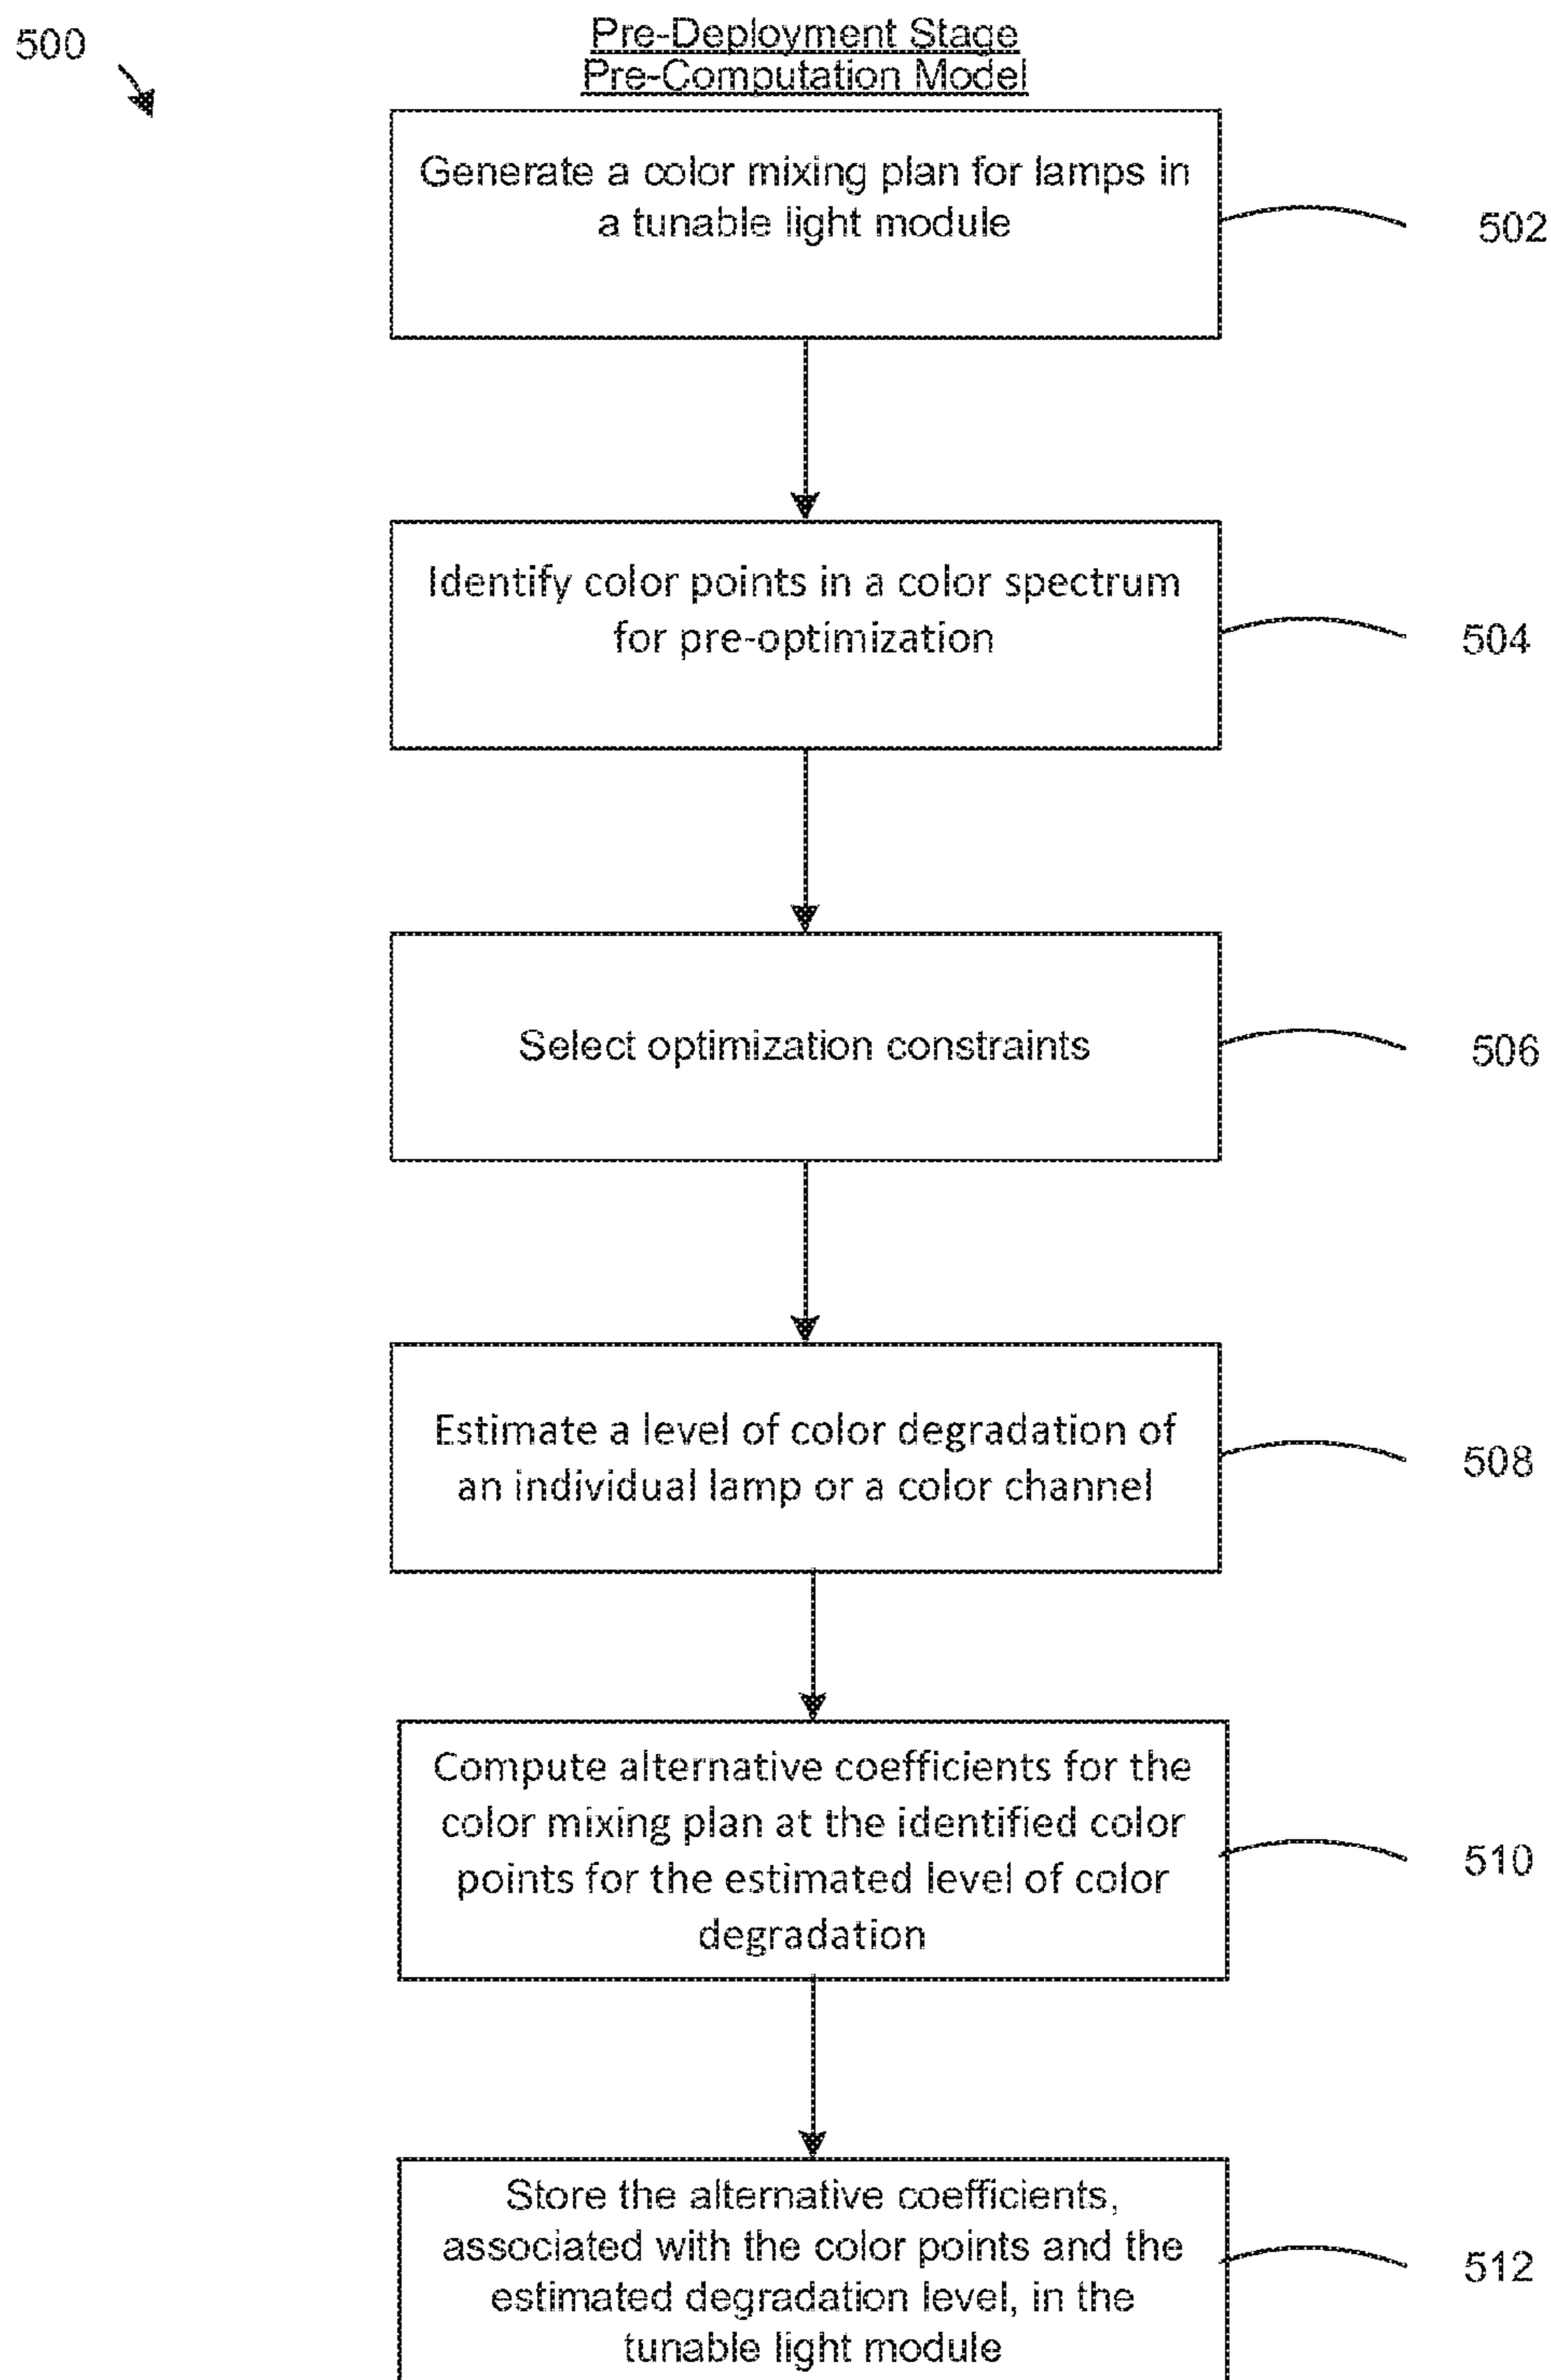 500
Pre-Deployment Stage
Pre-Computation Model
Generate a color mixing plan for lamps in
a tunable light module
502
Identify color points in a color spectrum
for pre-optimization
504
Select optimization constraints
506
Estimate a level of color degradation of
an individual lamp or a color channel
508
Compute alternative coefficients for the
color mixing plan at the identified color
points for the estimated level of color
degradation
510
Store the alternative coefficients,
associated with the color points and the
estimated degradation level, in the
tunable light module
512